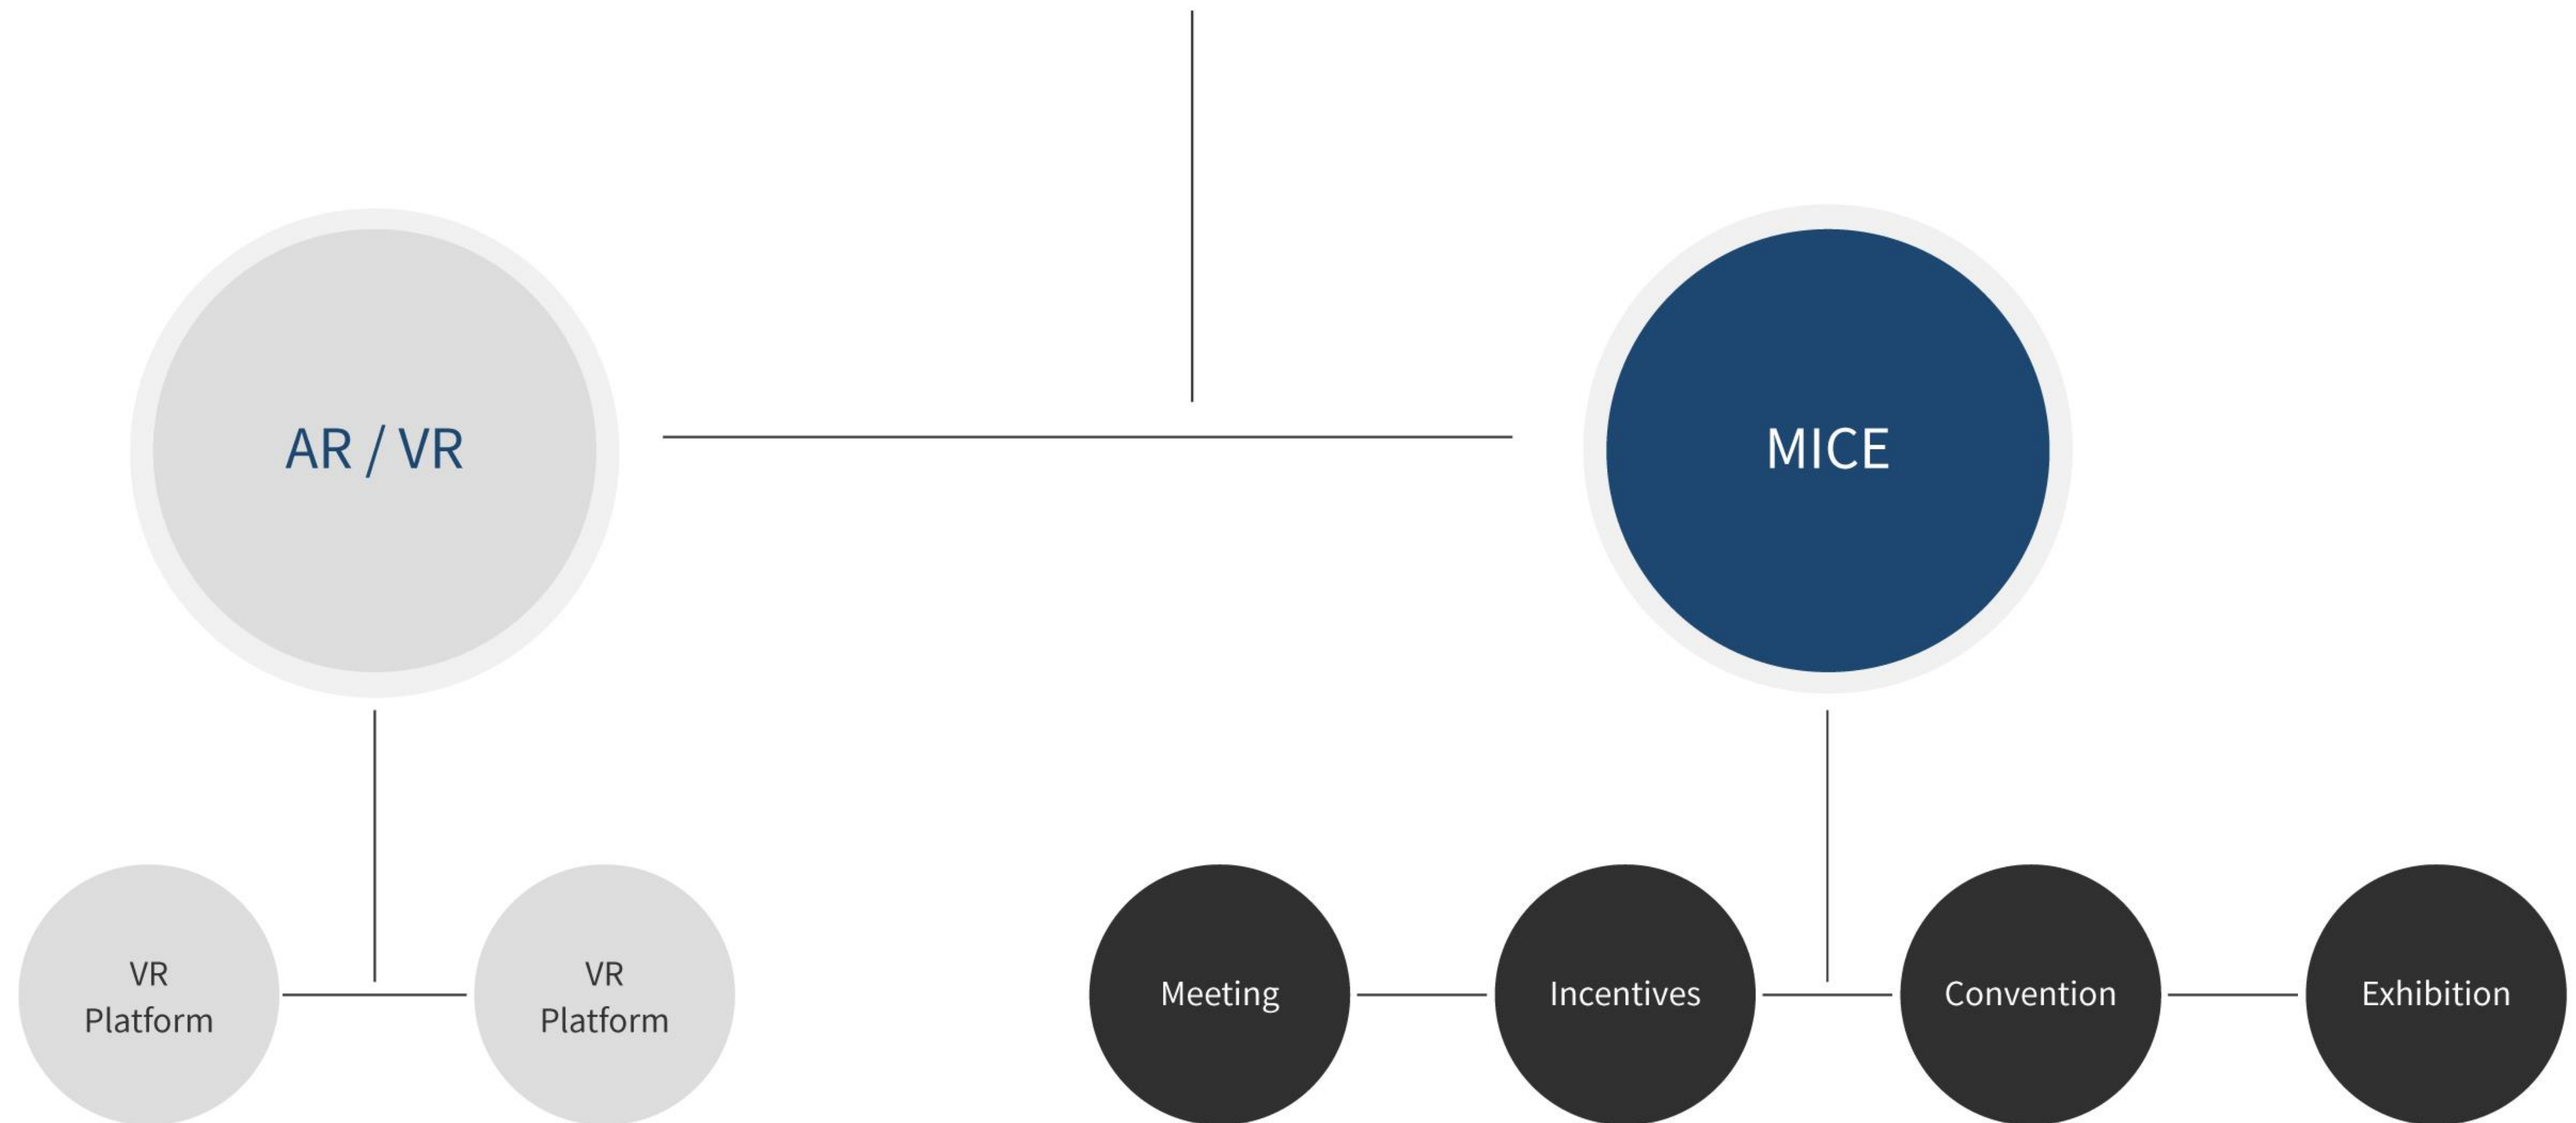 AR / VR
MICE
VR
Platform
VR
Platform
Meeting
Incentives
Convention
Exhibition